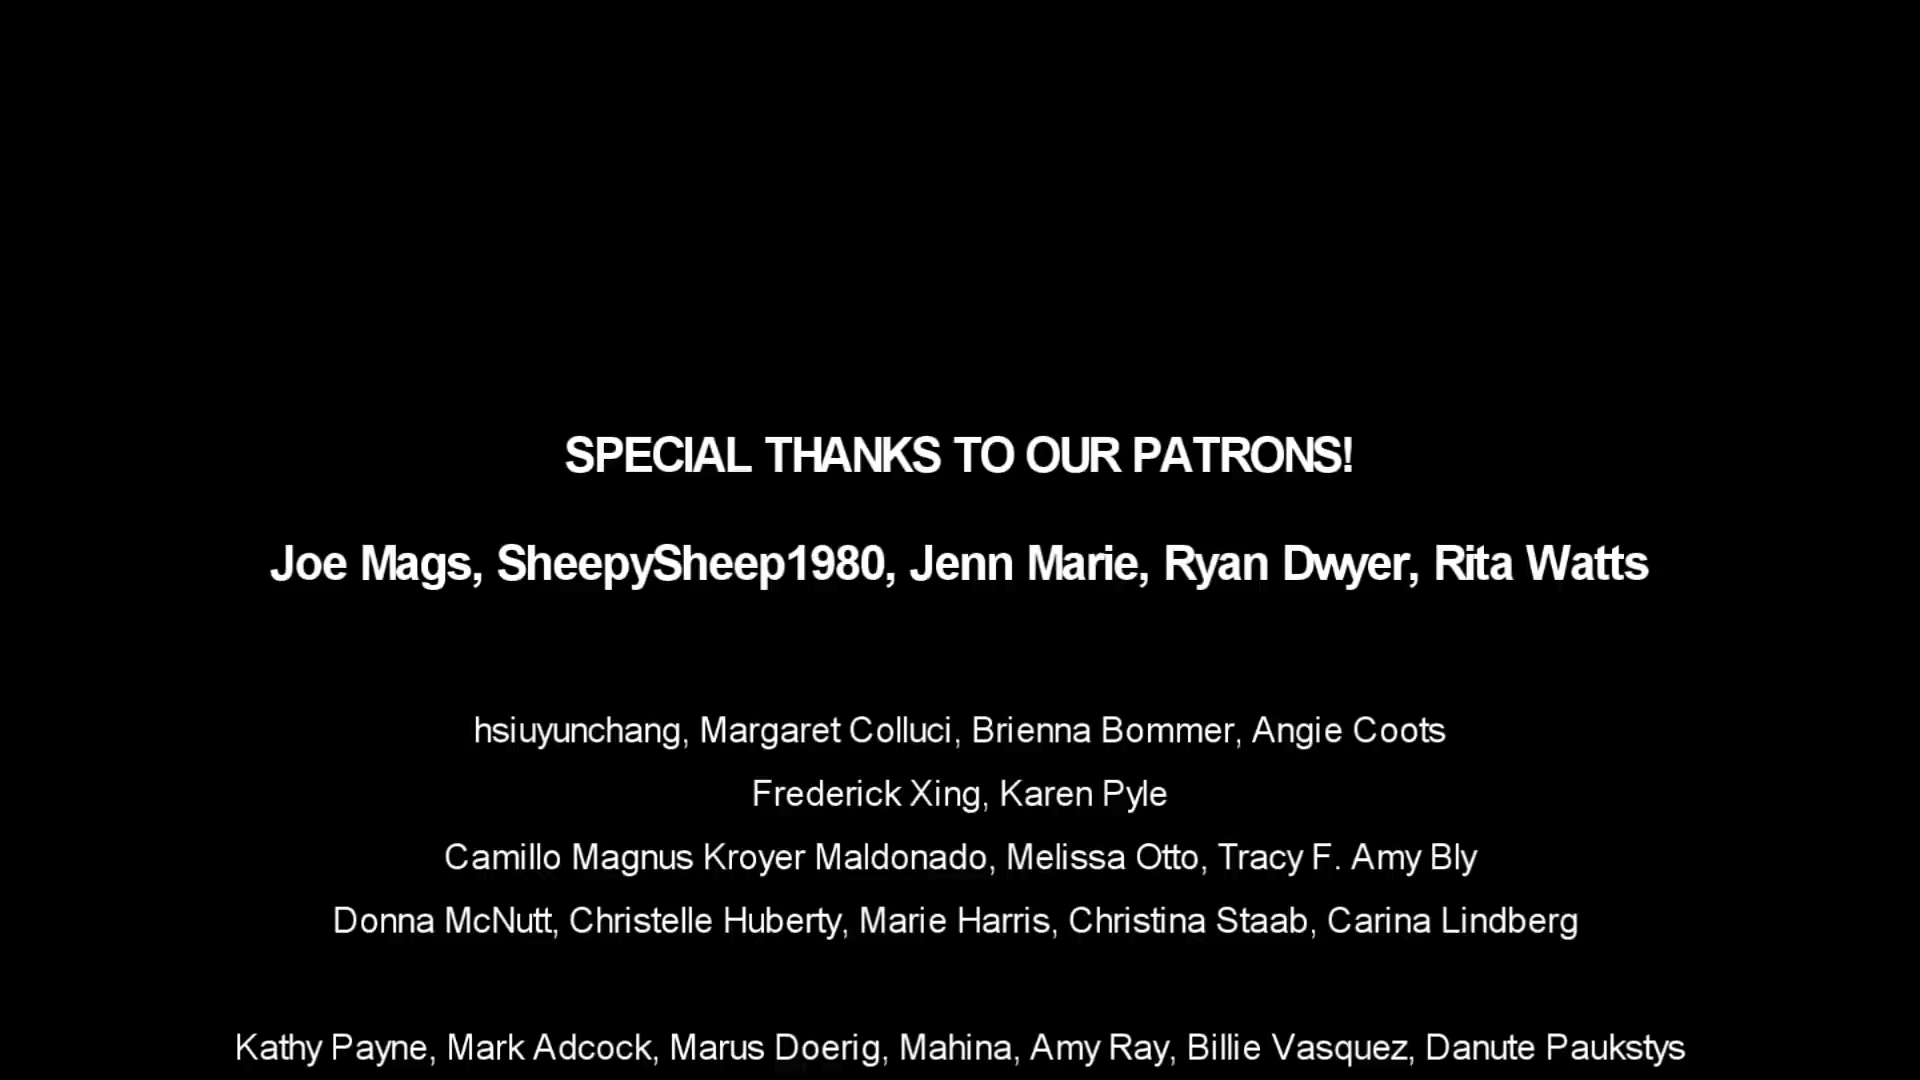 SPECIAL THANKS TO OUR PATRONS!
Joe Mags, SheepySheep1980, Jenn Marie, Ryan Dwyer, Rita Watts
hsiuyunchang, Margaret Colluci, Brienna Bommer, Angie Coots
Frederick Xing, Karen Pyle
Camillo Magnus Kroyer Maldonado, Melissa Otto, Tracy F. Amy Bly
Donna McNutt, Christelle Huberty, Marie Harris, Christina Staab, Carina Lindberg
Kathy Payne, Mark Adcock, Marus Doerig, Mahina, Amy Ray, Billie Vasquez, Danute Paukstys